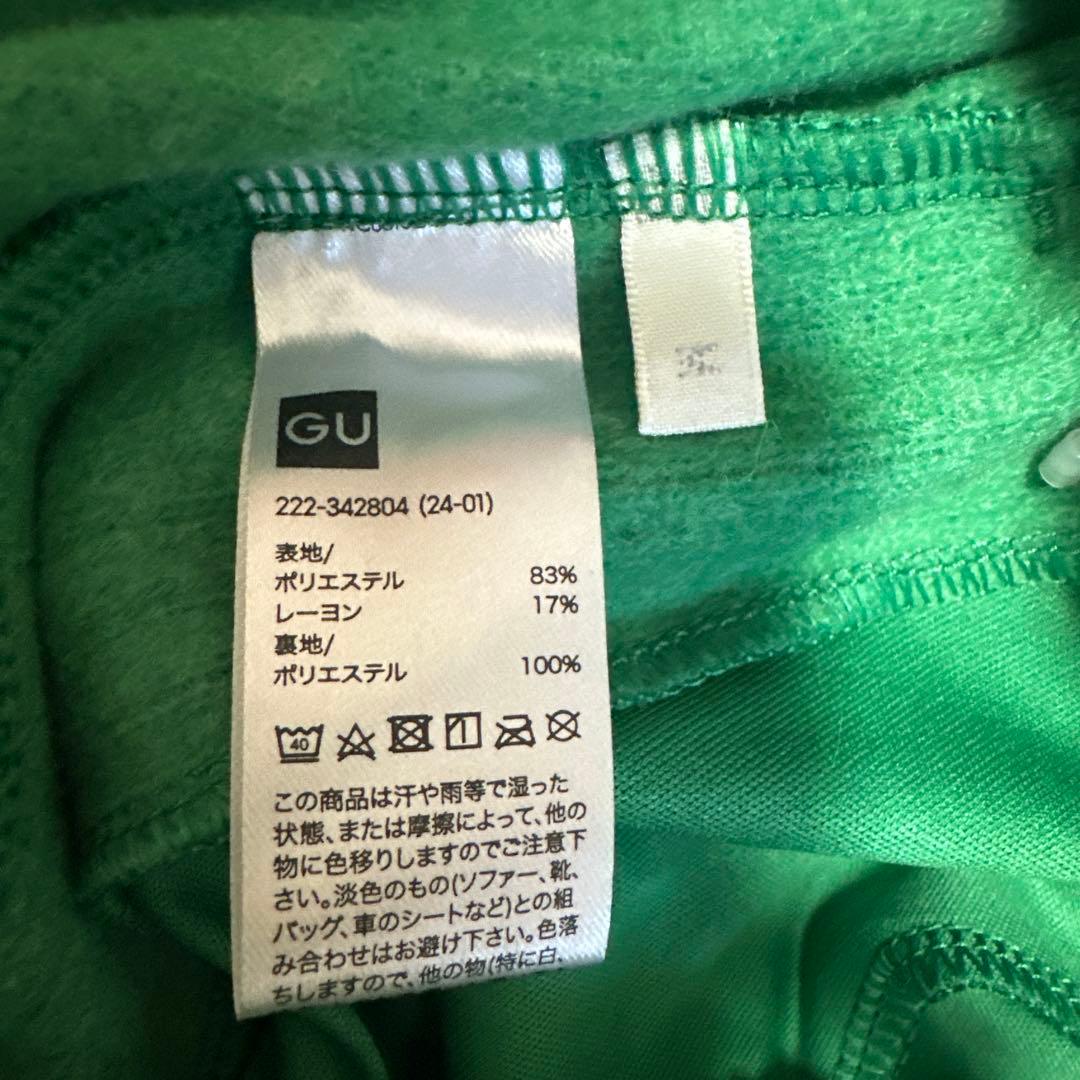 GU
222-342804 (24-01)
表地/
ポリエステル 83%
レーヨン 17%
裏地/
ポリエステル 100%
40
この商品は汗や雨等で湿った
状態、または摩擦によって、他の
物に色移りしますのでご注意下
さい。淡色のもの(ソファー、靴、
バッグ、車のシートなど)との組
み合わせはお避け下さい。色落
ちしますので、他の物(特に白、